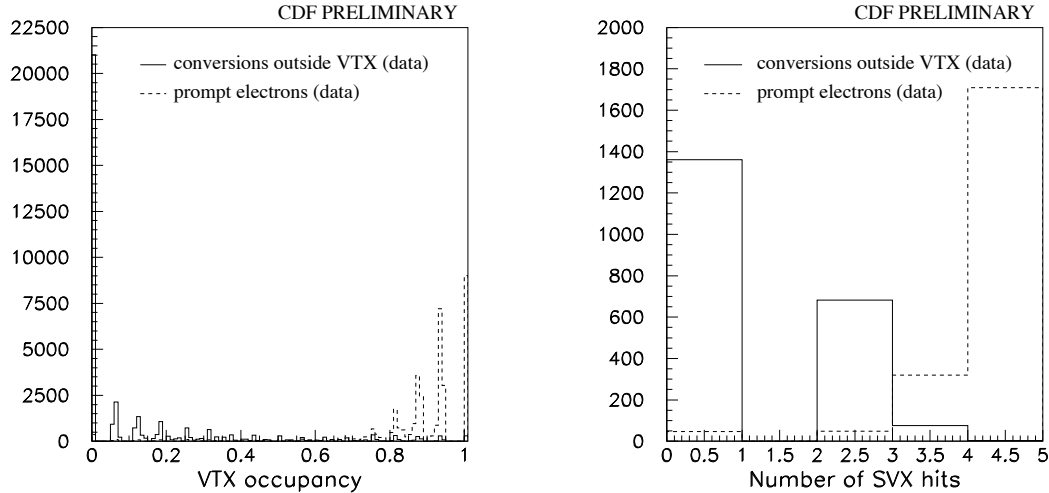 CDF PRELIMINARY
22500
20000
17500
15000
12500
10000
7500
5000
2500
0
conversions outside VTX (data)
prompt electrons (data)
0 0.2 0.4 0.6 0.8 1
VTX occupancy
CDF PRELIMINARY
2000
1800
1600
1400
1200
1000
800
600
400
200
0
conversions outside VTX (data)
prompt electrons (data)
0 0.5 1 1.5 2 2.5 3 3.5 4 4.5 5
Number of SVX hits